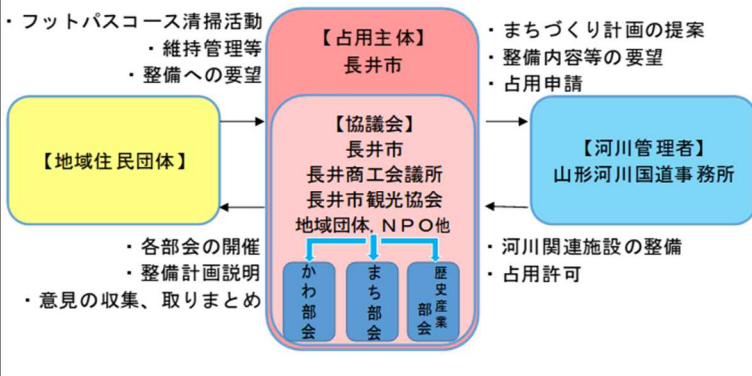 ・フットパスコース清掃活動
・維持管理等
・整備への要望
【占用主体】
長井市
・まちづくり計画の提案
・整備内容等の要望
・占用申請
【地域住民団体】
【協議会】
長井市
長井商工会議所
長井市観光協会
地域団体,ＮＰＯ他
【河川管理者】
山形河川国道事務所
・各部会の開催
・整備計画説明
・意見の収集、取りまとめ
かわ部会
まち部会
歴史産業部会
・河川関連施設の整備
・占用許可